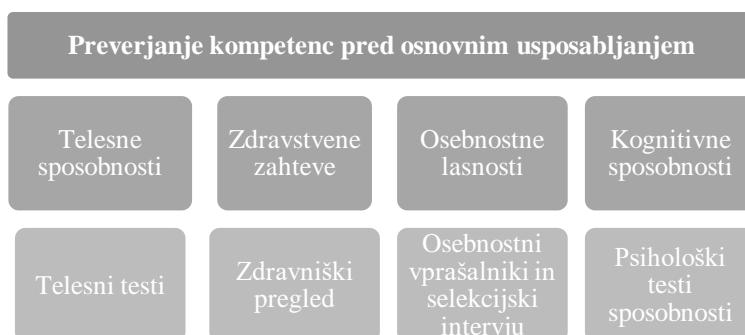 Preverjanje kompetenc pred osnovnim usposabljanjem
Telesne
sposobnosti
Zdravstvene
zahteve
Osebnostne
lasnosti
Kognitivne
sposobnosti
Telesni testi
Zdravniški
pregled
Osebnostni
vprašalniki in
selekcijski
intervju
Psihološki
testi
sposobnosti